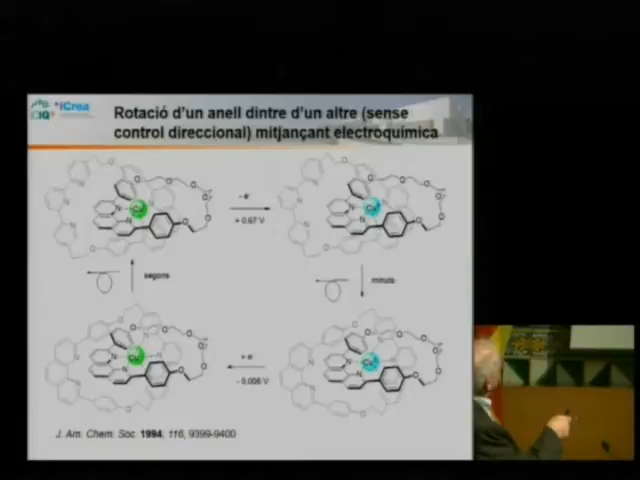 ICIQ iCrea
Rotació d'un anell dintre d'un altre (sense
control direccional) mitjançant electroquímica
- e
+ 0.67 V
segons
minuts
+ e
- 0.006 V
J. Am. Chem. Soc. 1994, 116, 9399-9400